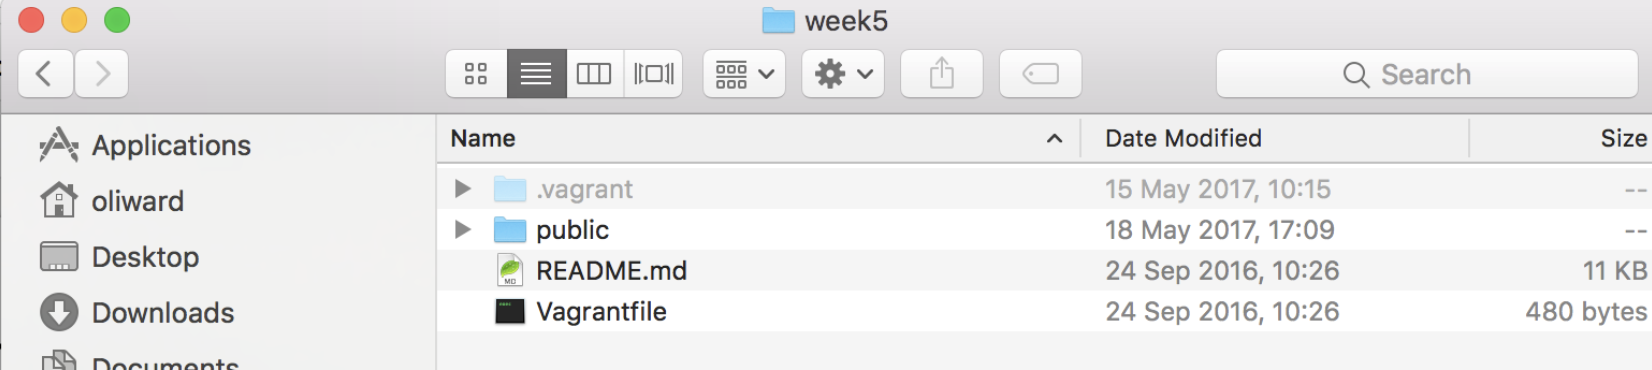 week5
Search
Applications
oliward
Desktop
Downloads
Documents
Name Date Modified Size
.vagrant 15 May 2017, 10:15 --
public 18 May 2017, 17:09 --
README.md 24 Sep 2016, 10:26 11 KB
Vagrantfile 24 Sep 2016, 10:26 480 bytes